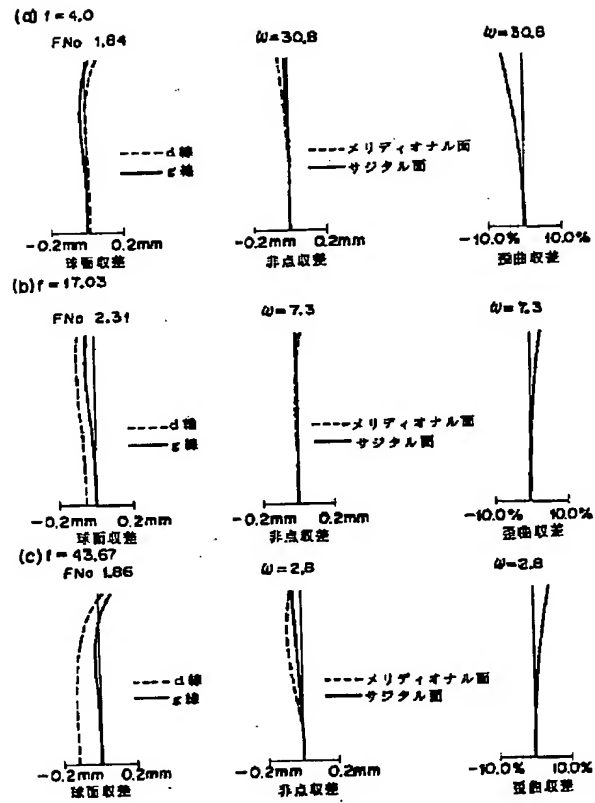 (a) f = 4.0
FNo 1.84
ω=30.8
ω=30.8
d線
g線
メリディオナル面
サジタル面
-0.2mm 0.2mm
球面収差
-0.2mm 0.2mm
非点収差
-10.0% 10.0%
歪曲収差
(b) f = 17.03
FNo 2.31
ω=7.3
ω=7.3
d線
g線
メリディオナル面
サジタル面
-0.2mm 0.2mm
球面収差
-0.2mm 0.2mm
非点収差
-10.0% 10.0%
歪曲収差
(c) f = 43.67
FNo 1.86
ω=2.8
ω=2.8
d線
g線
メリディオナル面
サジタル面
-0.2mm 0.2mm
球面収差
-0.2mm 0.2mm
非点収差
-10.0% 10.0%
歪曲収差